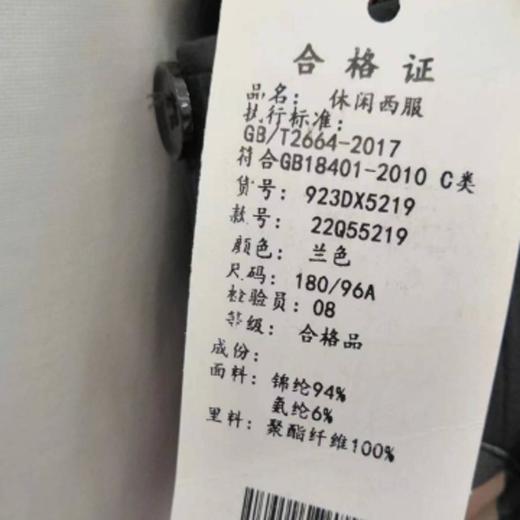 合格证
品名： 休闲西服
执行标准：
GB/T2664-2017
符合GB18401-2010 C类
货号：923DX5219
款号：22Q55219
颜色：兰色
尺码：180/96A
检验员：08
等级：合格品
成份：
面料：锦纶94%
氨纶6%
里料：聚酯纤维100%